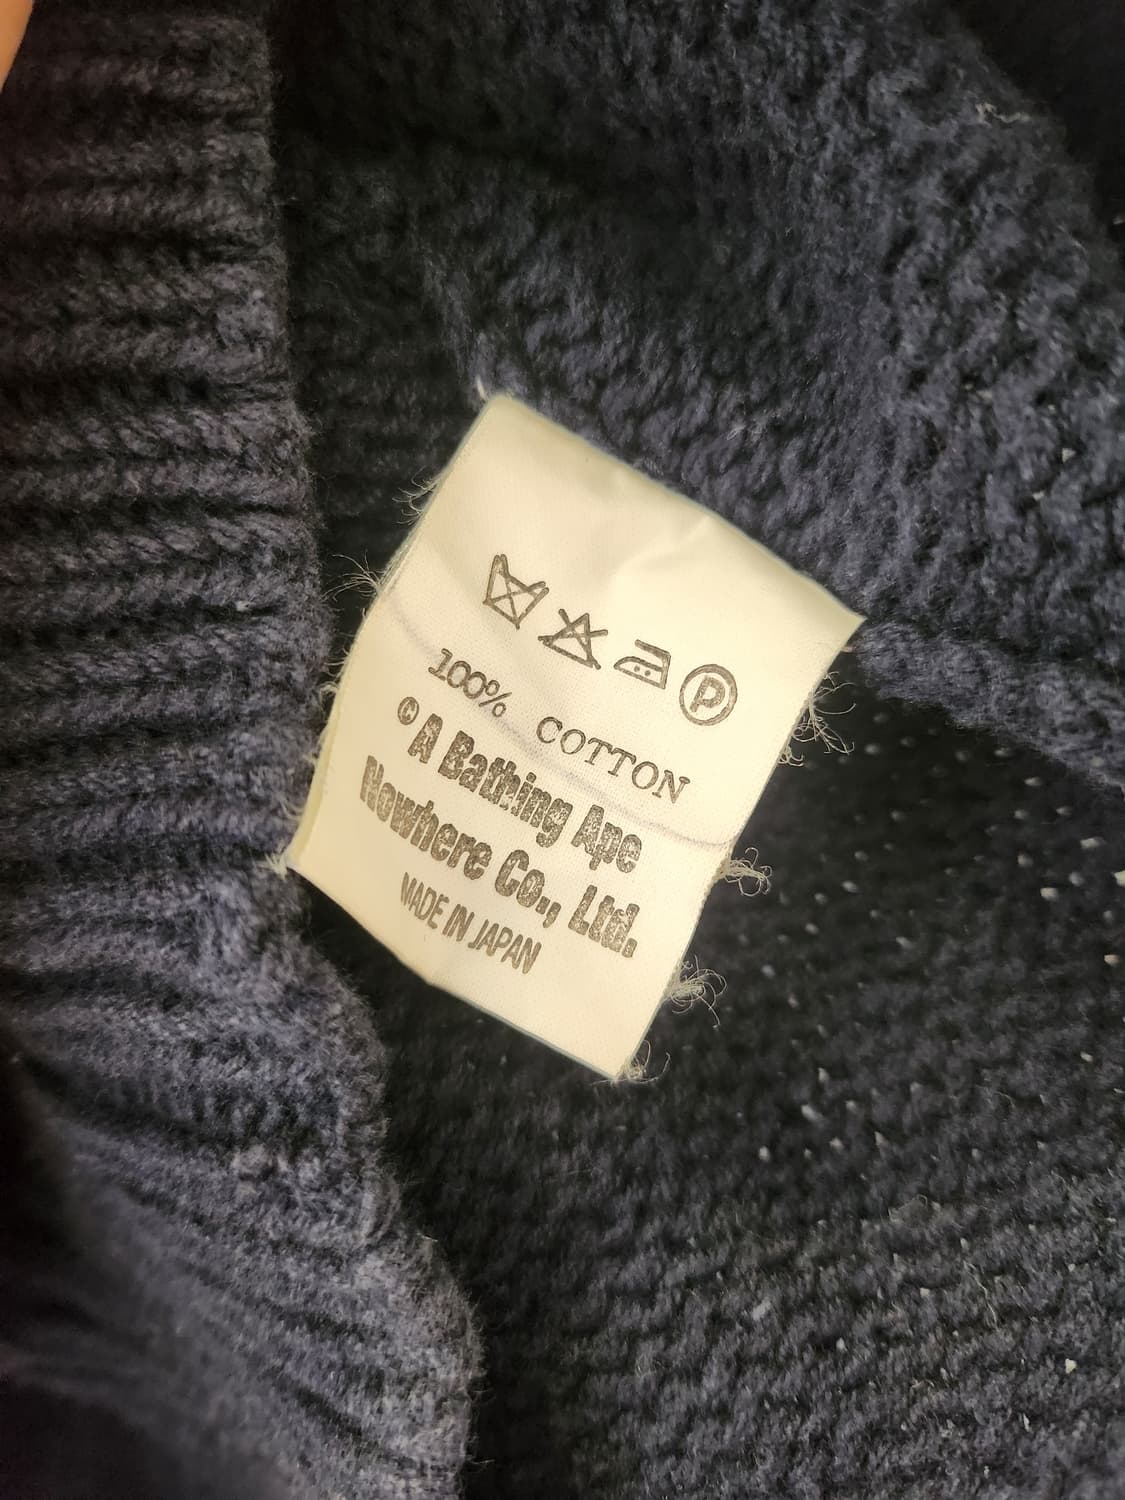 P
100% COTTON
© A Bathing Ape
Nowhere Co., Ltd.
MADE IN JAPAN